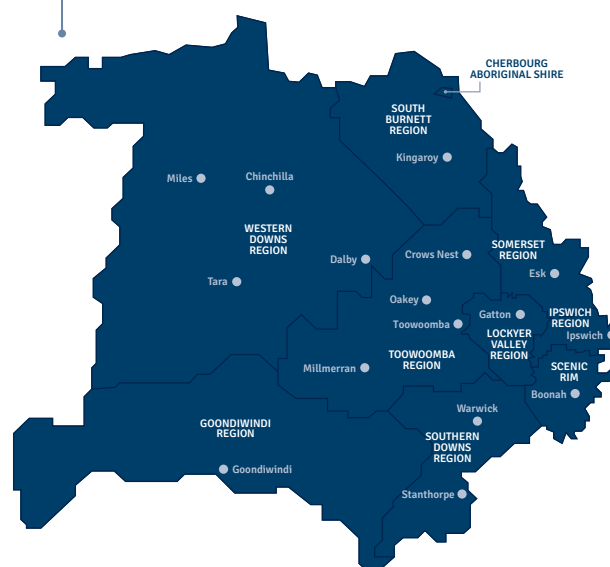 CHERBOURG
ABORIGINAL SHIRE
SOUTH
BURNETT
REGION
Kingaroy
Miles
Chinchilla
WESTERN
DOWNS
REGION
Dalby
Crows Nest
SOMERSET
REGION
Esk
Tara
Oakey
Toowoomba
Gatton
IPSWICH
REGION
Ipswich
LOCKYER
VALLEY
REGION
Millmerran
TOOWOOMBA
REGION
SCENIC
RIM
Boonah
GOONDIWINDI
REGION
Goondiwindi
Warwick
SOUTHERN
DOWNS
REGION
Stanthorpe